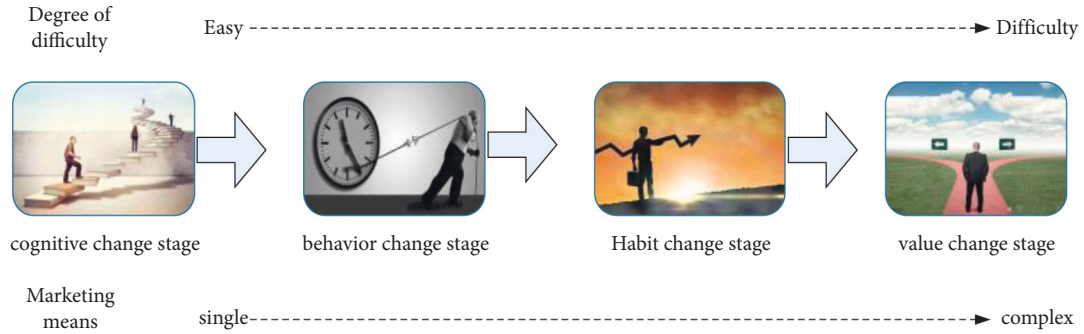 Degree of
difficulty
Easy
Difficulty
cognitive change stage
behavior change stage
Habit change stage
value change stage
Marketing
means
single
complex